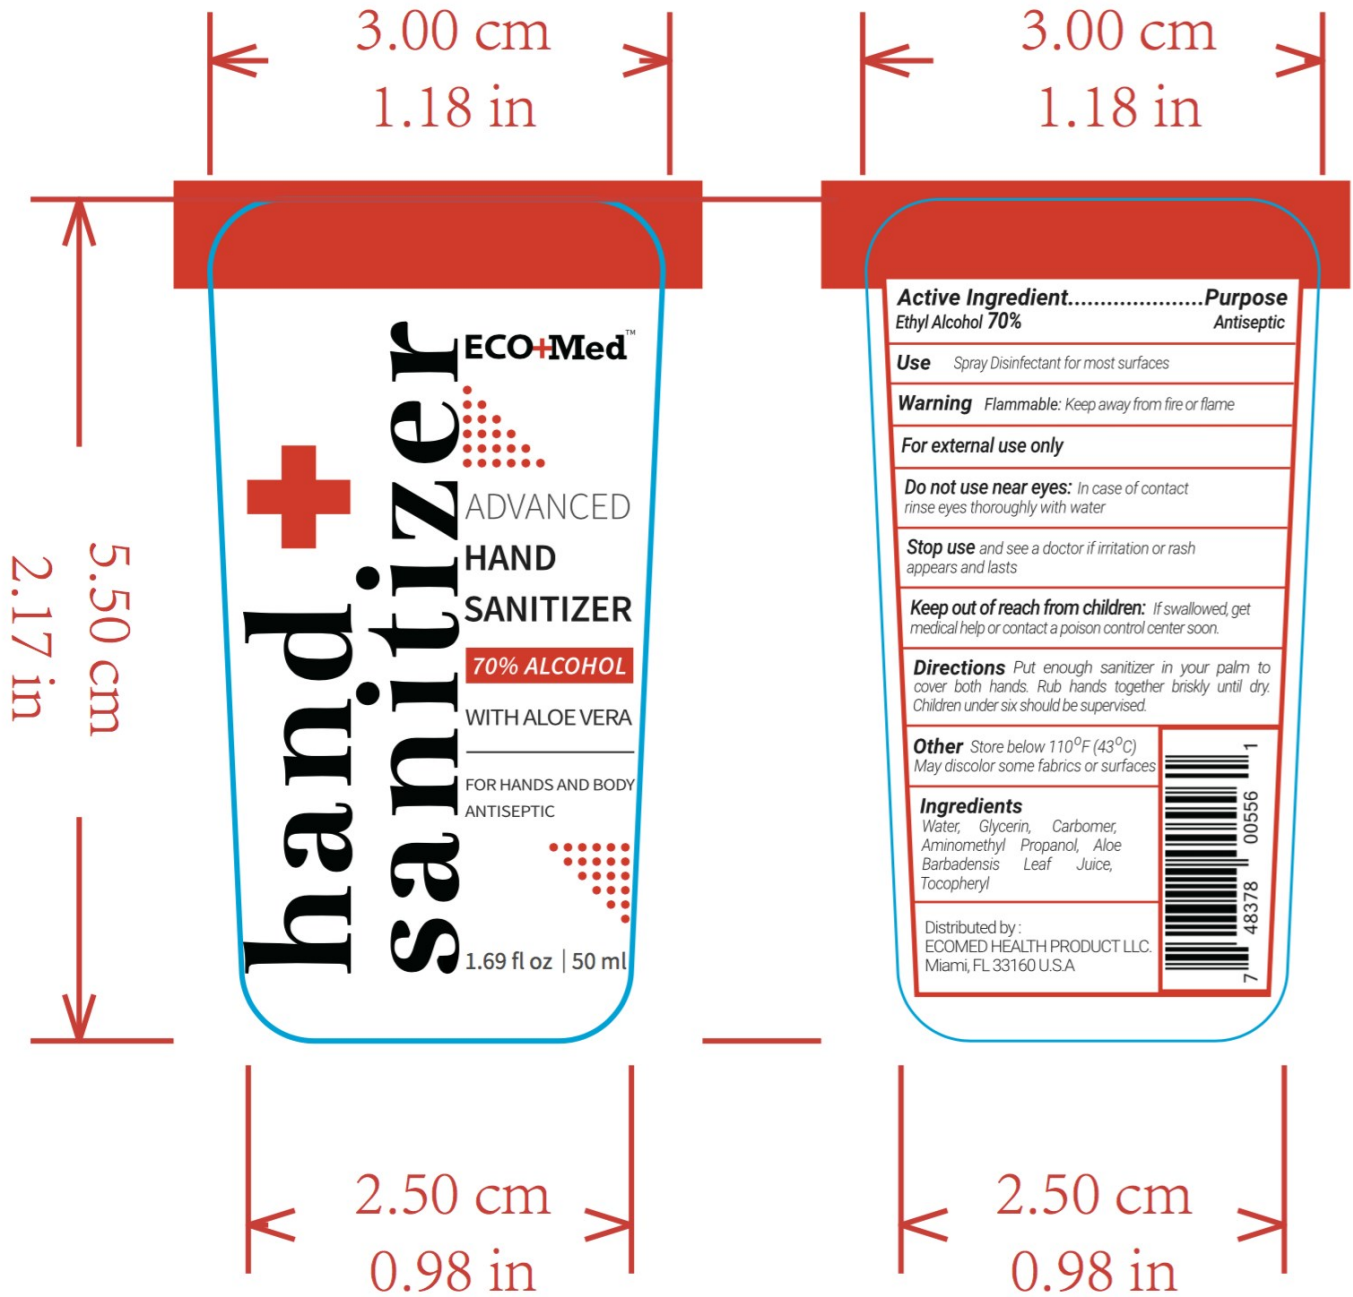 3.00 cm
1.18 in
3.00 cm
1.18 in
5.50 cm
2.17 in
hand
sanitizer
ECO+Med™
ADVANCED
HAND
SANITIZER
70% ALCOHOL
WITH ALOE VERA
FOR HANDS AND BODY
ANTISEPTIC
1.69 fl oz | 50 ml
Active Ingredient.....................Purpose
Ethyl Alcohol 70% Antiseptic
Use Spray Disinfectant for most surfaces
Warning Flammable: Keep away from fire or flame
For external use only
Do not use near eyes: In case of contact
rinse eyes thoroughly with water
Stop use and see a doctor if irritation or rash
appears and lasts
Keep out of reach from children: If swallowed, get
medical help or contact a poison control center soon.
Directions Put enough sanitizer in your palm to
cover both hands. Rub hands together briskly until dry.
Children under six should be supervised.
Other Store below 110°F (43°C)
May discolor some fabrics or surfaces
Ingredients
Water, Glycerin, Carbomer,
Aminomethyl Propanol, Aloe
Barbadensis Leaf Juice,
Tocopheryl
Distributed by :
ECOMED HEALTH PRODUCT LLC.
Miami, FL 33160 U.S.A
7 48378 00556 1
2.50 cm
0.98 in
2.50 cm
0.98 in